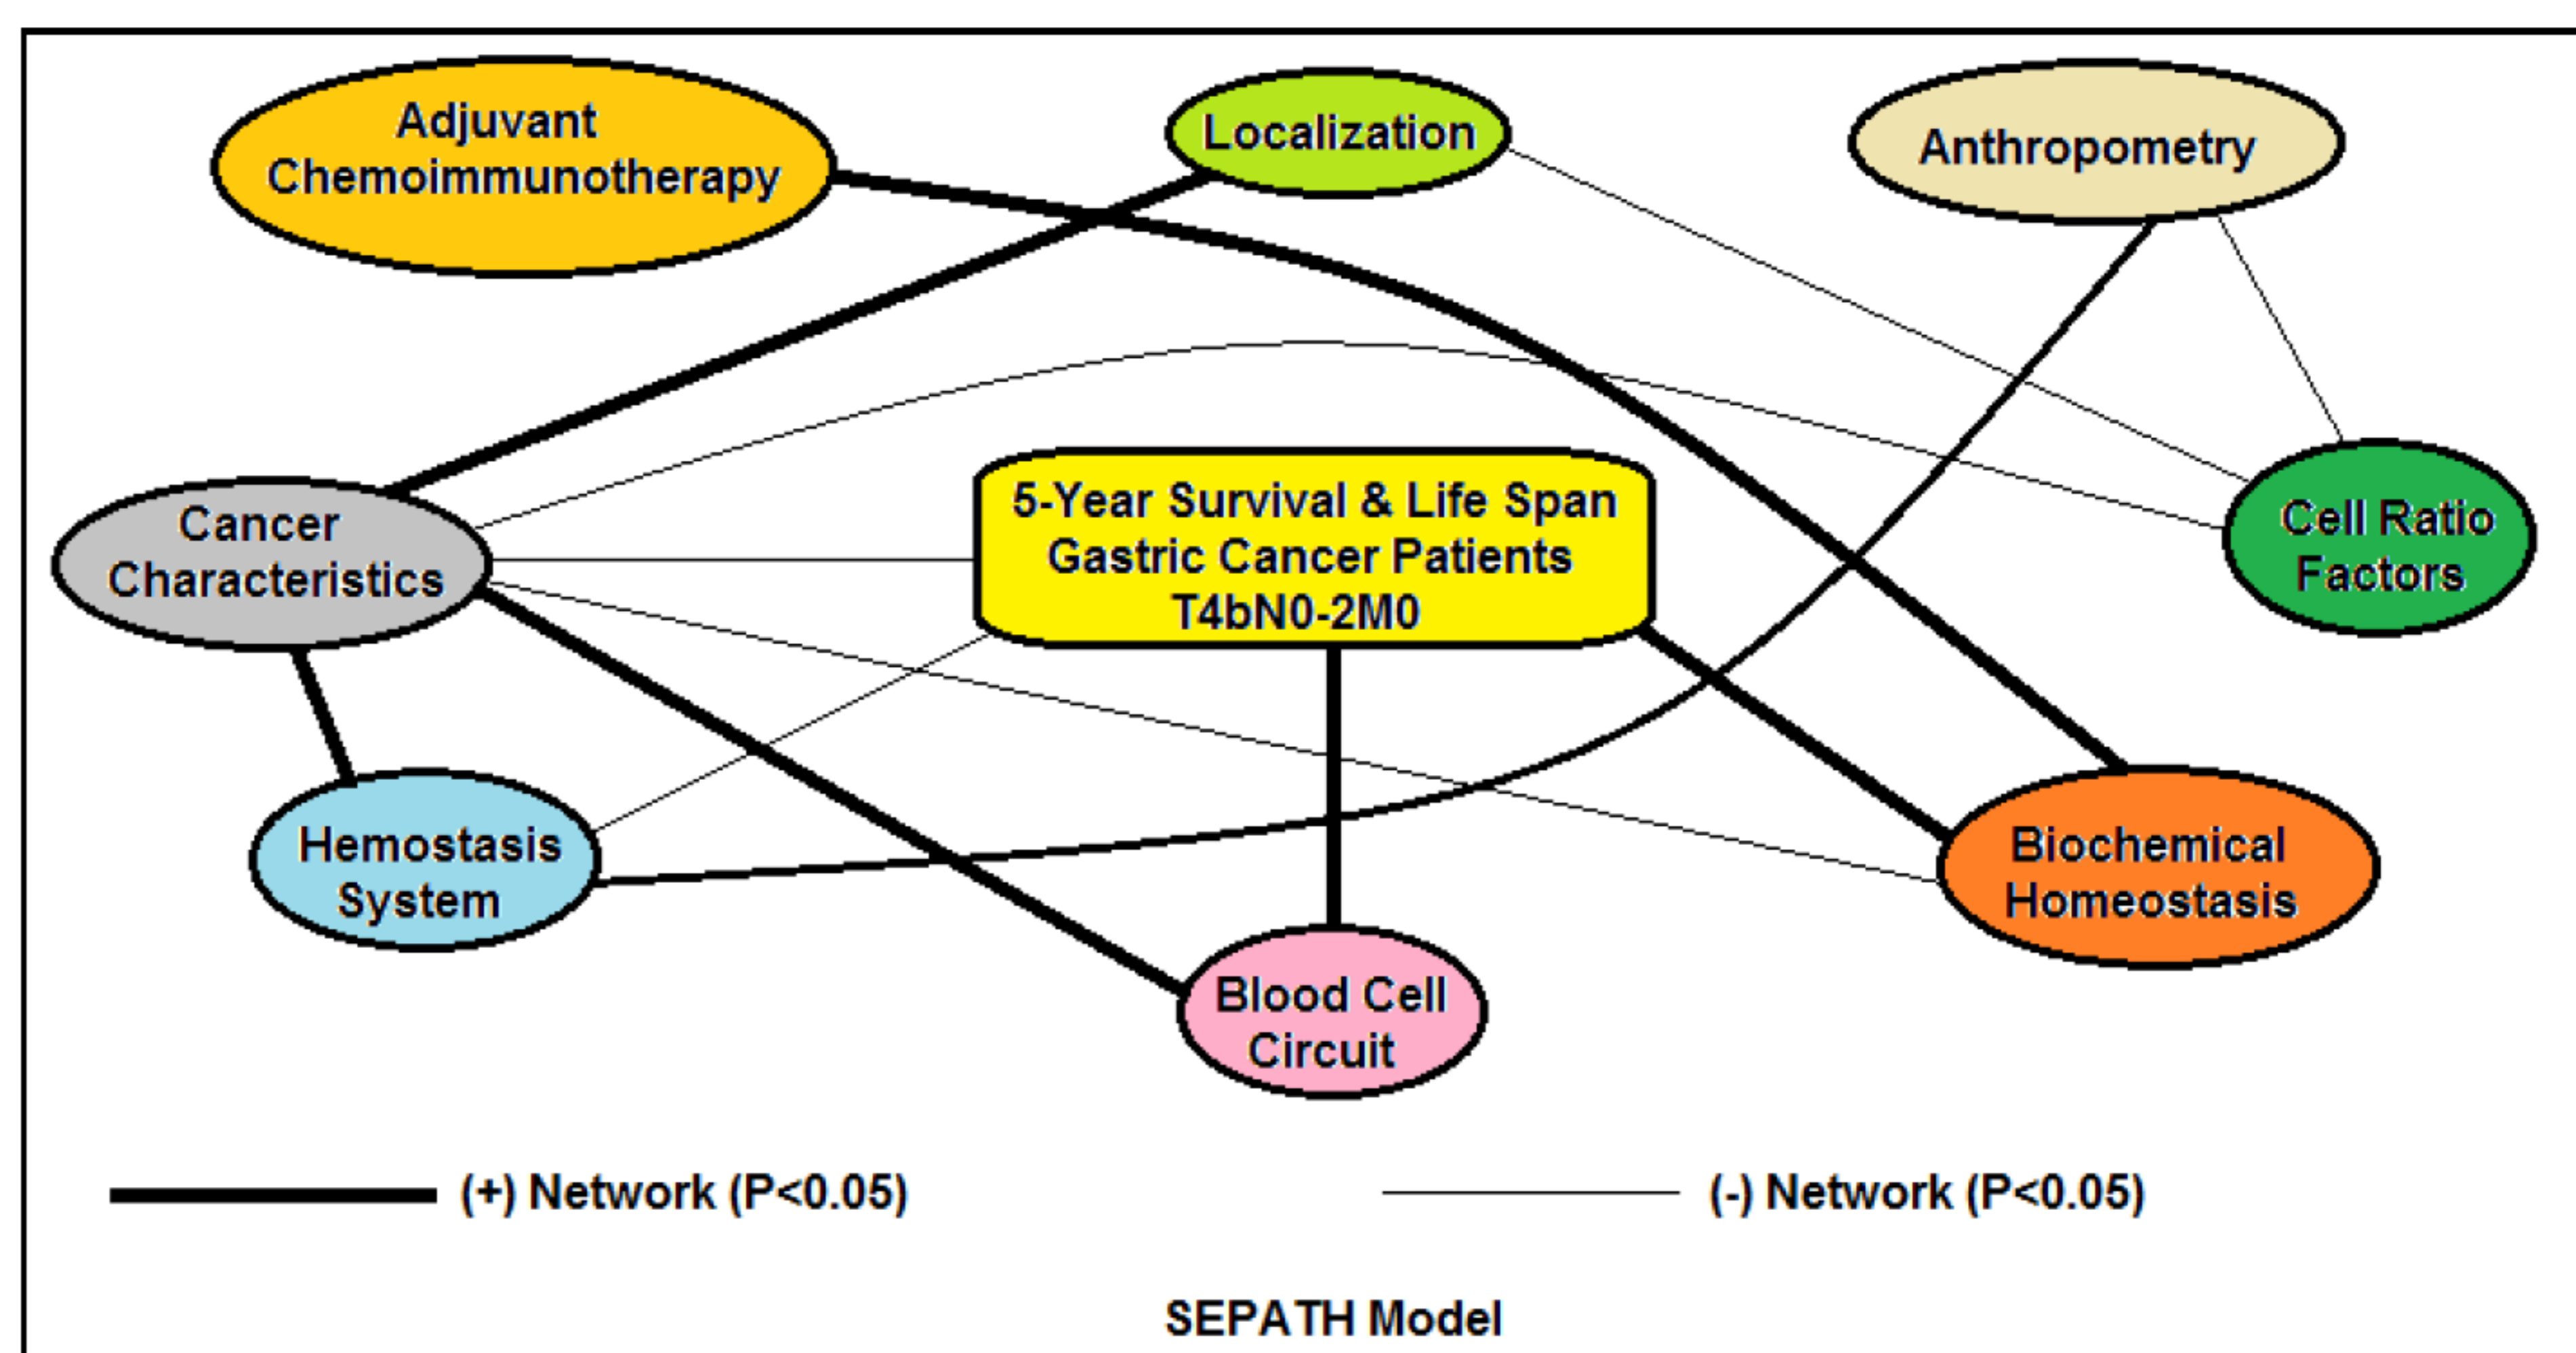 Adjuvant
Chemoimmunotherapy
Localization
Anthropometry
Cancer
Characteristics
5-Year Survival & Life Span
Gastric Cancer Patients
T4bN0-2M0
Cell Ratio
Factors
Hemostasis
System
Biochemical
Homeostasis
Blood Cell
Circuit
(+) Network (P<0.05)
(-) Network (P<0.05)
SEPATH Model